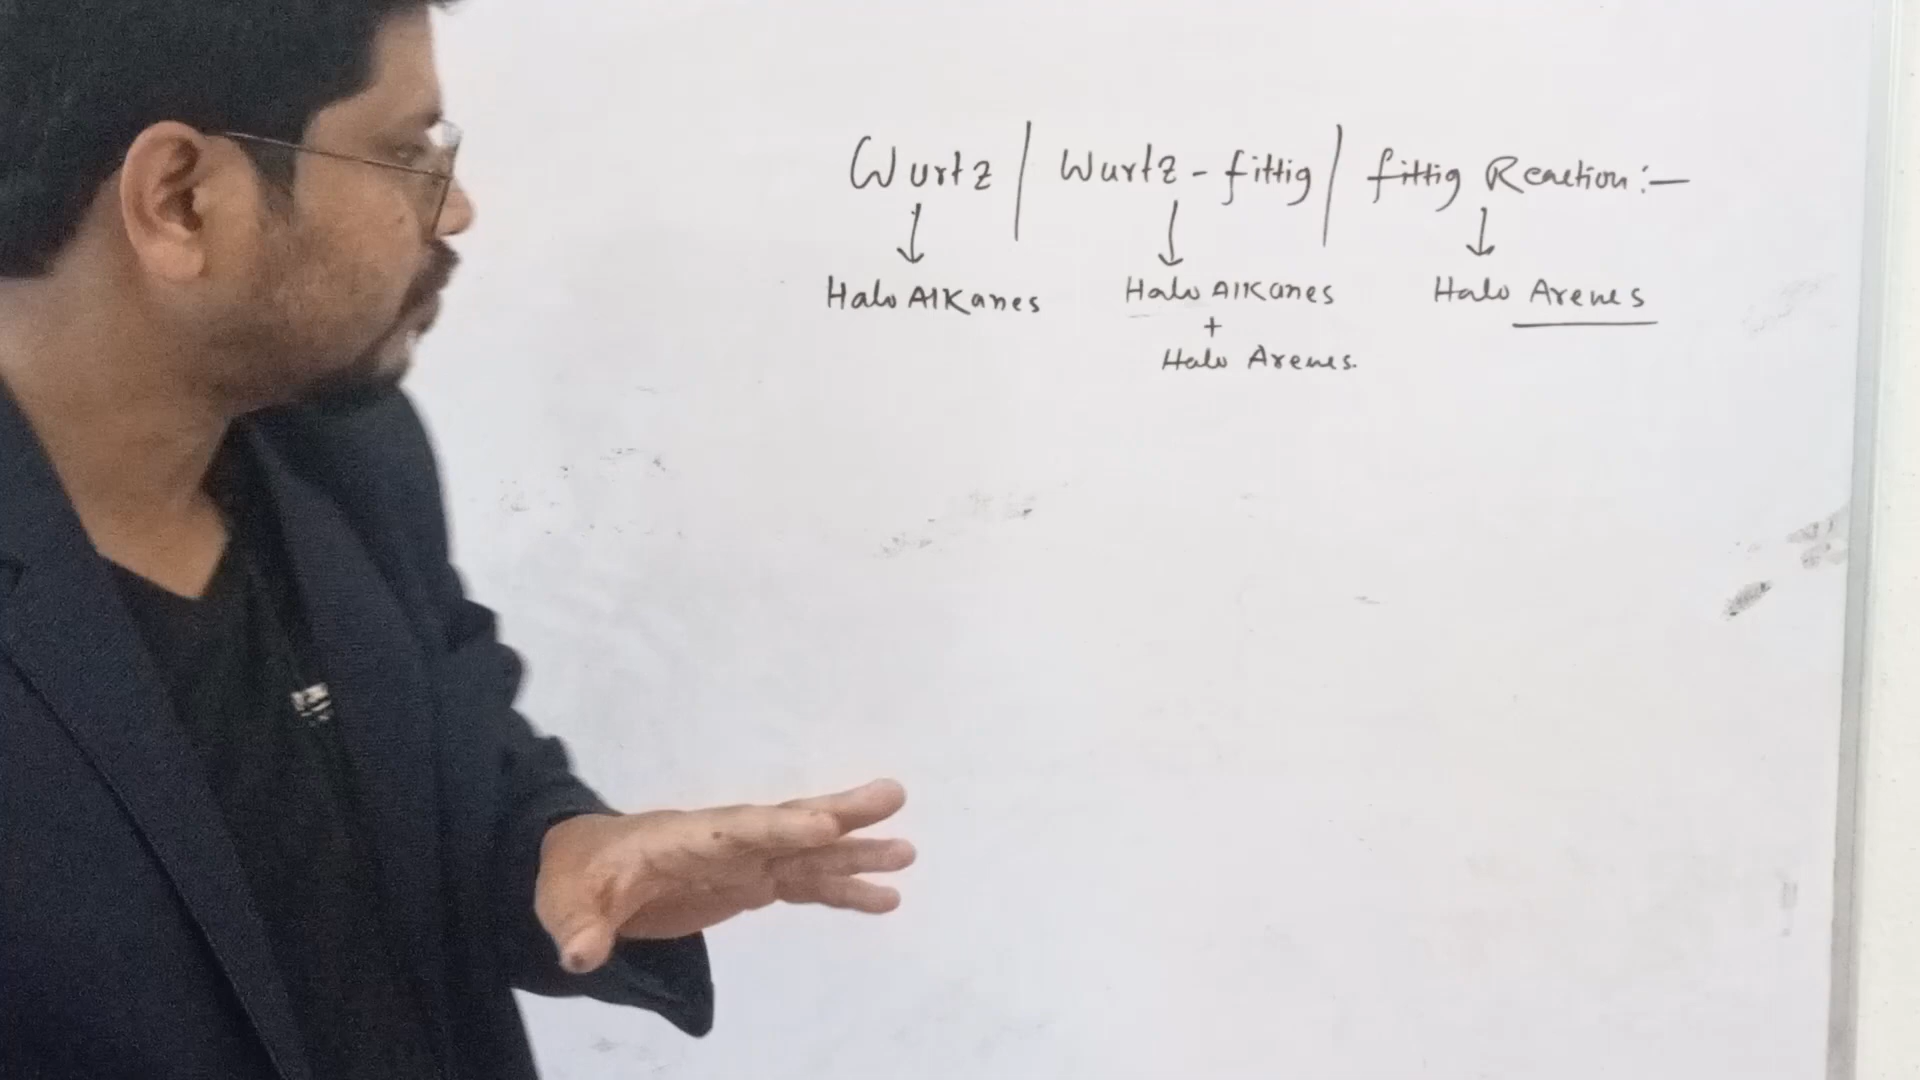 Wurtz | Wurtz - fittig | fittig Reaction :-
↓ ↓ ↓
Halo Alkanes Halo Alkanes Halo Arenes
+
Halo Arenes.